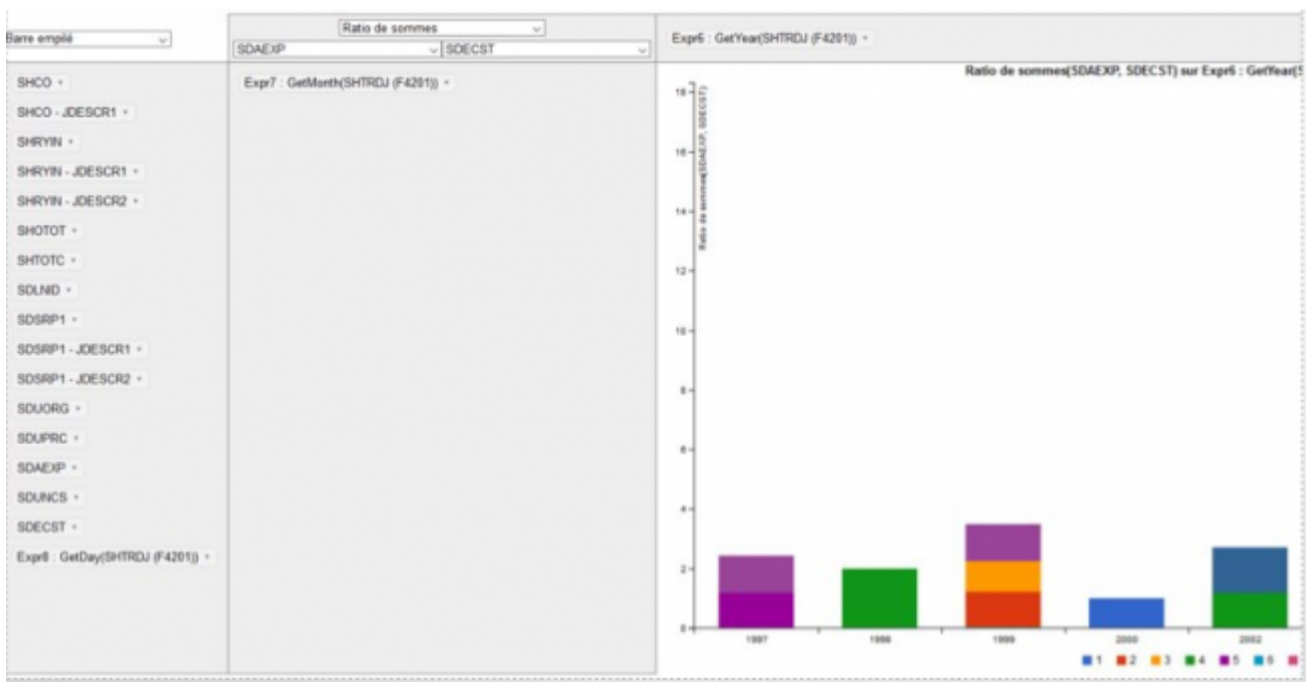 Barre empilé
Ratio de sommes
SDAEXP SDECST
Expr6 : GetYear(SHTRDJ (F4201))
SHCO
SHCO - JDESCR1
SHRYIN
SHRYIN - JDESCR1
SHRYIN - JDESCR2
SHOTOT
SHTOTC
SDLNID
SDSRP1
SDSRP1 - JDESCR1
SDSRP1 - JDESCR2
SDUORG
SDUPRC
SDAEXP
SDUNCS
SDECST
Expr8 : GetDay(SHTRDJ (F4201))
Expr7 : GetMonth(SHTRDJ (F4201))
Ratio de sommes(SDAEXP, SDECST) sur Expr6 : GetYear(S
Ratio de sommes(SDAEXP, SDECST)
18
16
14
12
10
8
6
4
2
0
1997 1998 1999 2000 2002
1 2 3 4 5 6